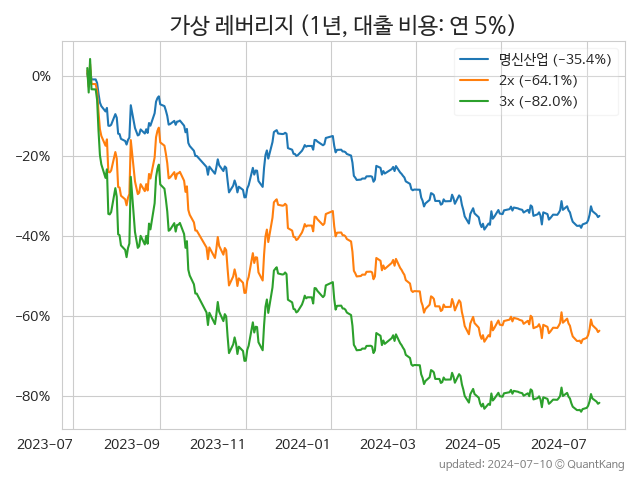 가상 레버리지 (1년, 대출 비용: 연 5%)
명신산업 (−35.4%)
2x (−64.1%)
3x (−82.0%)
0%
−20%
−40%
−60%
−80%
2023-07 2023-09 2023-11 2024-01 2024-03 2024-05 2024-07
updated: 2024-07-10 © QuantKang